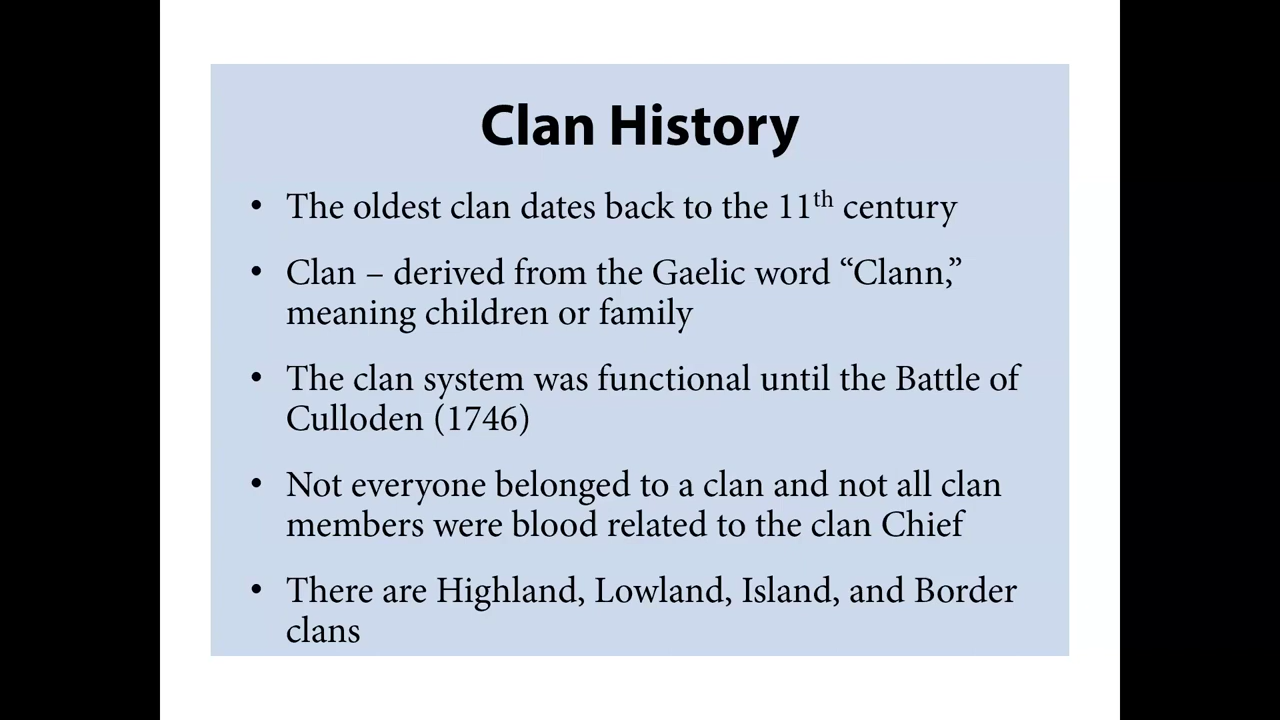 Clan History
• The oldest clan dates back to the 11th century
• Clan – derived from the Gaelic word “Clann,”
meaning children or family
• The clan system was functional until the Battle of
Culloden (1746)
• Not everyone belonged to a clan and not all clan
members were blood related to the clan Chief
• There are Highland, Lowland, Island, and Border
clans